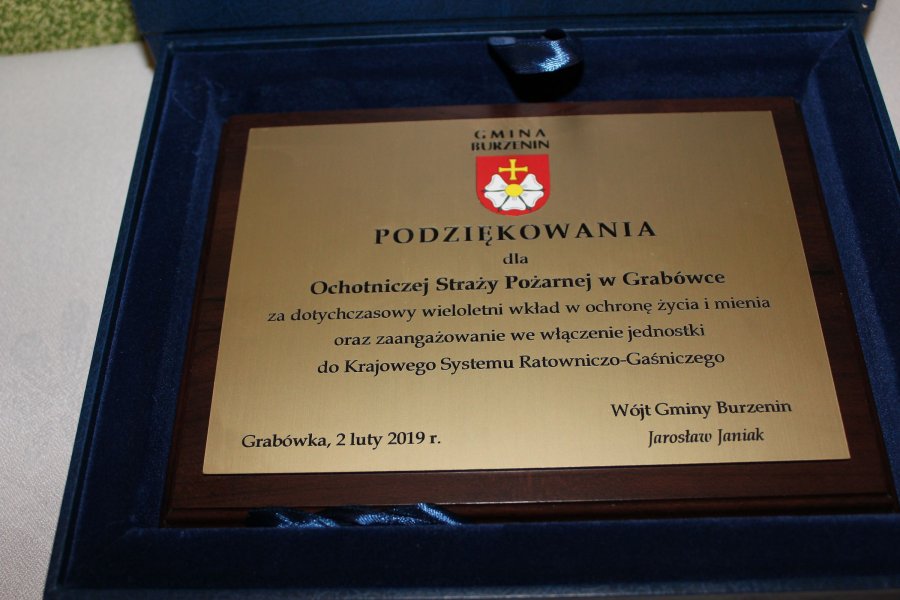 GMINA
BURZENIN
PODZIĘKOWANIA
dla
Ochotniczej Straży Pożarnej w Grabówce
za dotychczasowy wieloletni wkład w ochronę życia i mienia
oraz zaangażowanie we włączenie jednostki
do Krajowego Systemu Ratowniczo-Gaśniczego
Wójt Gminy Burzenin
Grabówka, 2 luty 2019 r.
Jarosław Janiak